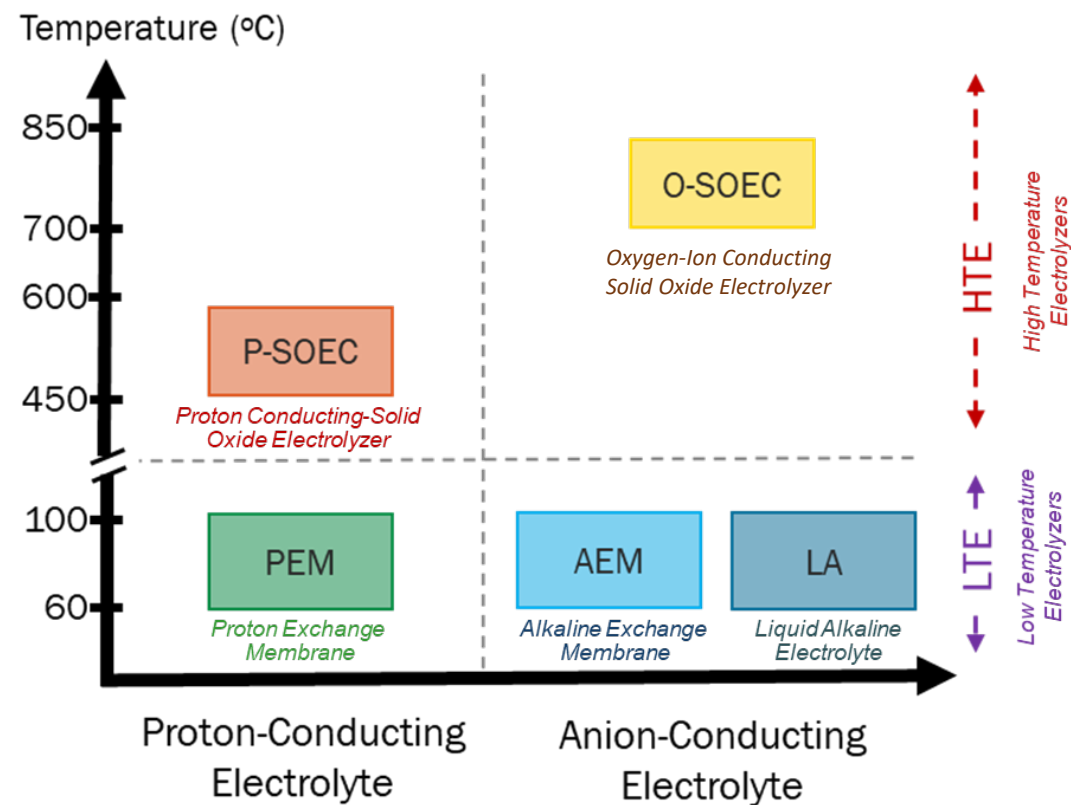 Temperature (ºC)
850
700
600
450
100
60
O-SOEC
Oxygen-Ion Conducting
Solid Oxide Electrolyzer
P-SOEC
Proton Conducting-Solid
Oxide Electrolyzer
PEM
Proton Exchange
Membrane
AEM
Alkaline Exchange
Membrane
LA
Liquid Alkaline
Electrolyte
HTE
High Temperature
Electrolyzers
LTE
Low Temperature
Electrolyzers
Proton-Conducting
Electrolyte
Anion-Conducting
Electrolyte